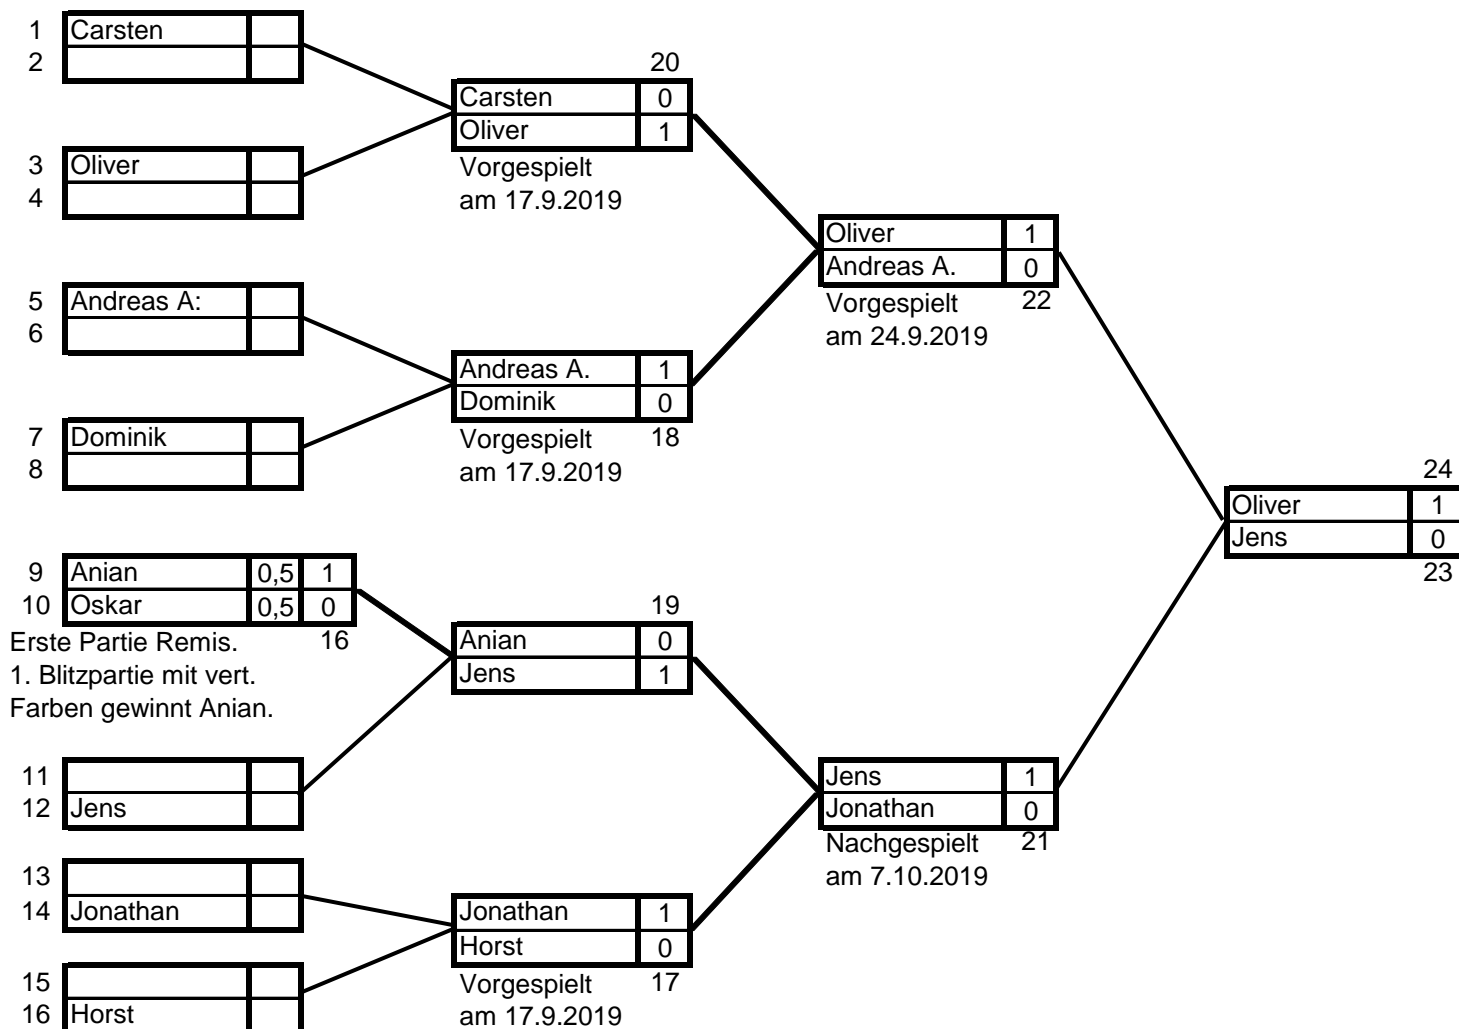 1 Carsten
2
20
Carsten 0
Oliver 1
3 Oliver
4
Vorgespielt
am 17.9.2019
Oliver 1
Andreas A. 0
5 Andreas A:
6
Vorgespielt 22
am 24.9.2019
Andreas A. 1
Dominik 0
7 Dominik
8
Vorgespielt 18
am 17.9.2019
24
Oliver 1
Jens 0
23
9 Anian 0,5 1
10 Oskar 0,5 0
16
Erste Partie Remis.
1. Blitzpartie mit vert.
Farben gewinnt Anian.
19
Anian 0
Jens 1
11
12 Jens
Jens 1
Jonathan 0
Nachgespielt 21
am 7.10.2019
13
14 Jonathan
Jonathan 1
Horst 0
15
16 Horst
Vorgespielt 17
am 17.9.2019